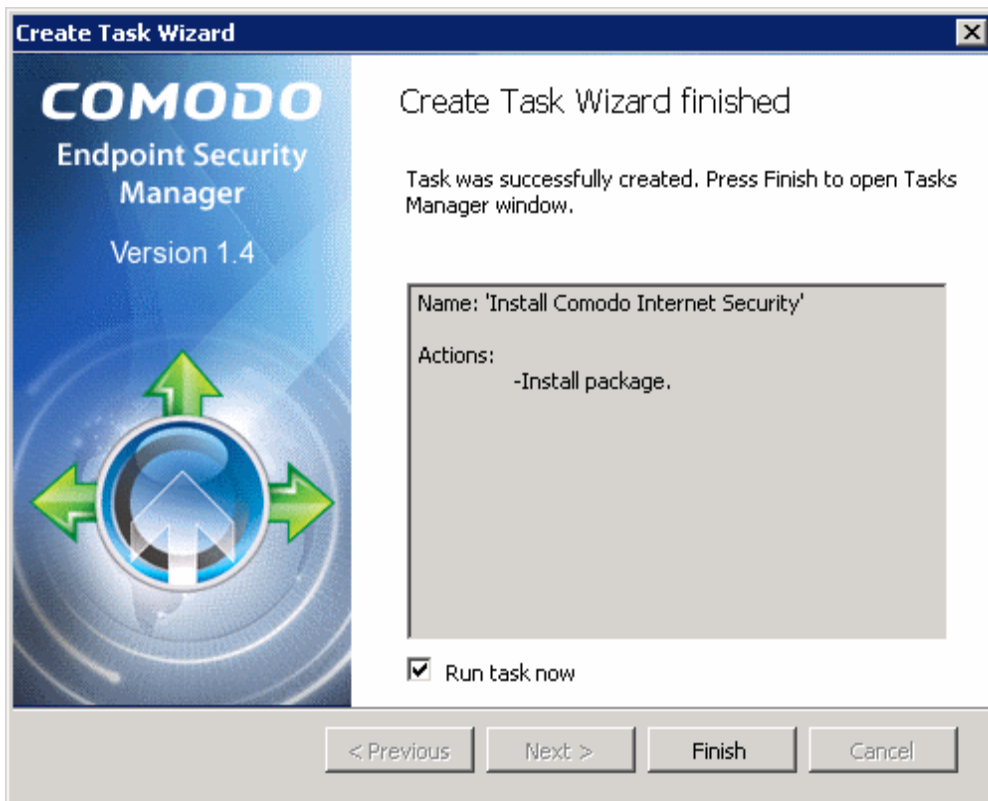 Create Task Wizard
COMODO
Endpoint Security
Manager
Version 1.4
Create Task Wizard finished
Task was successfully created. Press Finish to open Tasks
Manager window.
Name: 'Install Comodo Internet Security'
Actions:
-Install package.
Run task now
< Previous
Next >
Finish
Cancel